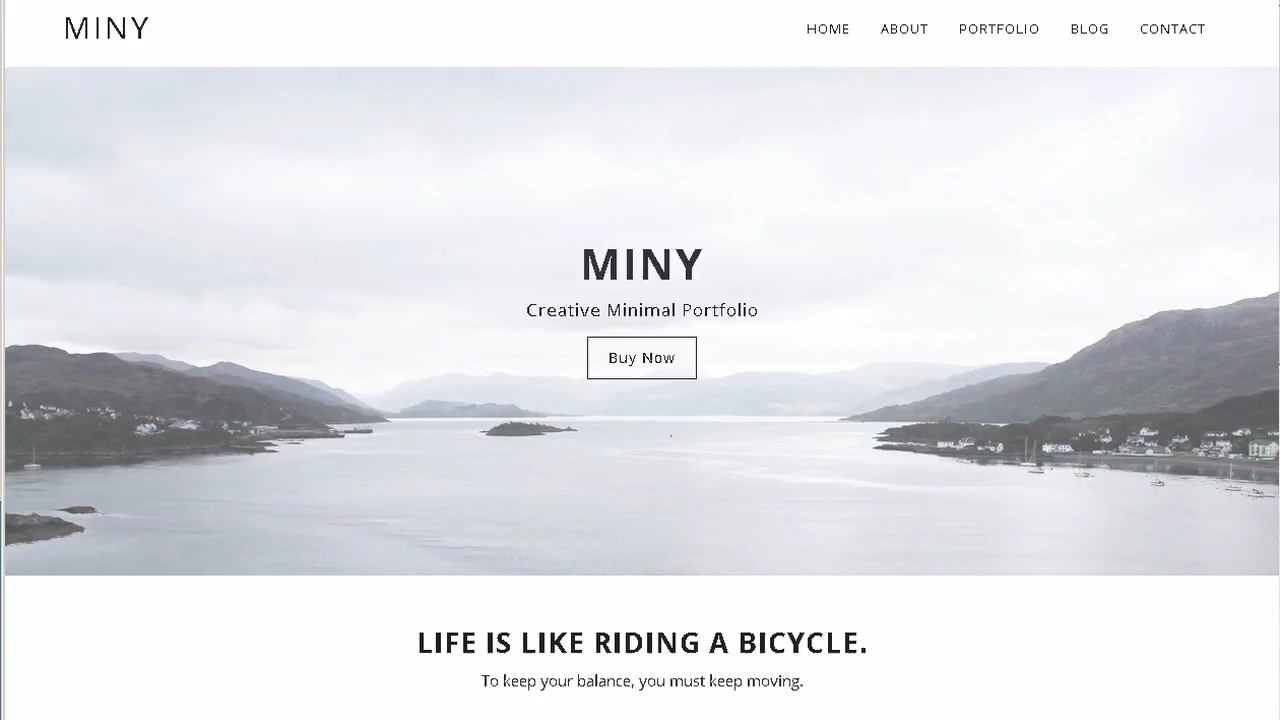 MINY
HOME ABOUT PORTFOLIO BLOG CONTACT
MINY
Creative Minimal Portfolio
Buy Now
LIFE IS LIKE RIDING A BICYCLE.
To keep your balance, you must keep moving.